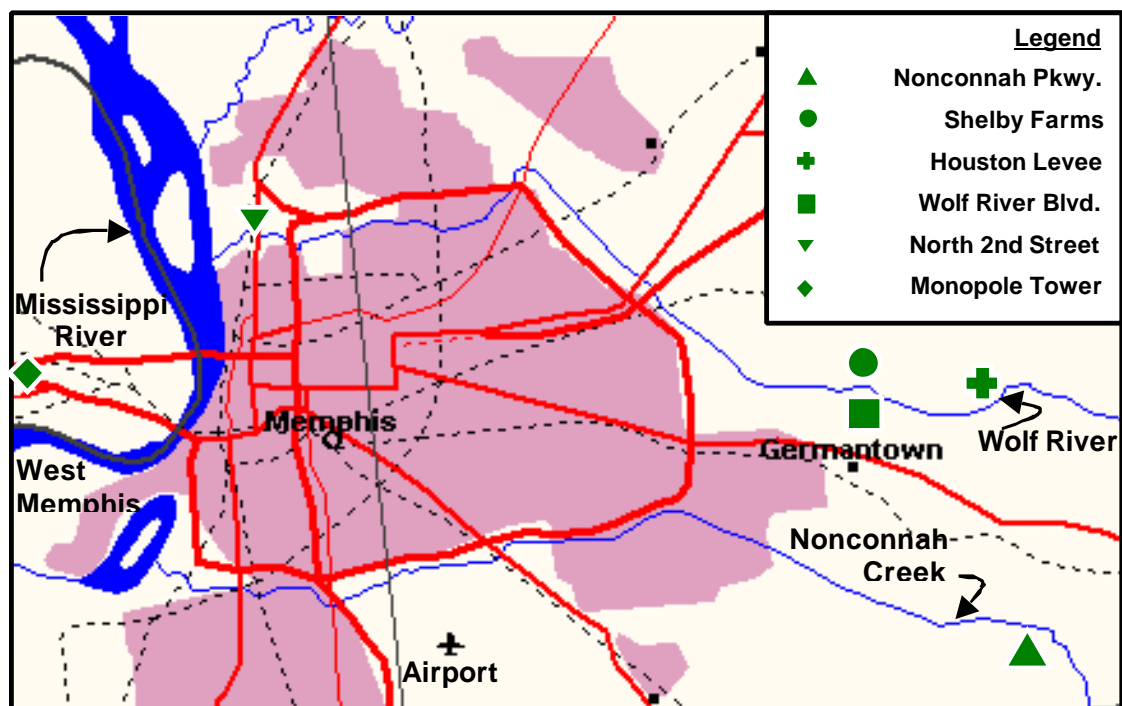 Legend
Nonconnah Pkwy.
Shelby Farms
Houston Levee
Wolf River Blvd.
North 2nd Street
Monopole Tower
Mississippi
River
Memphis
West
Memphis
Germantown
Wolf River
Nonconnah
Creek
Airport